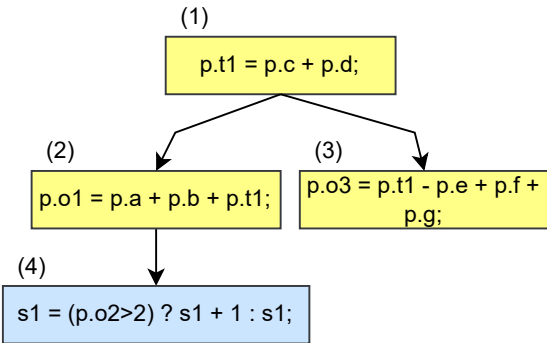 (1)
p.t1 = p.c + p.d;
(2)
p.o1 = p.a + p.b + p.t1;
(3)
p.o3 = p.t1 - p.e + p.f +
p.g;
(4)
s1 = (p.o2>2) ? s1 + 1 : s1;